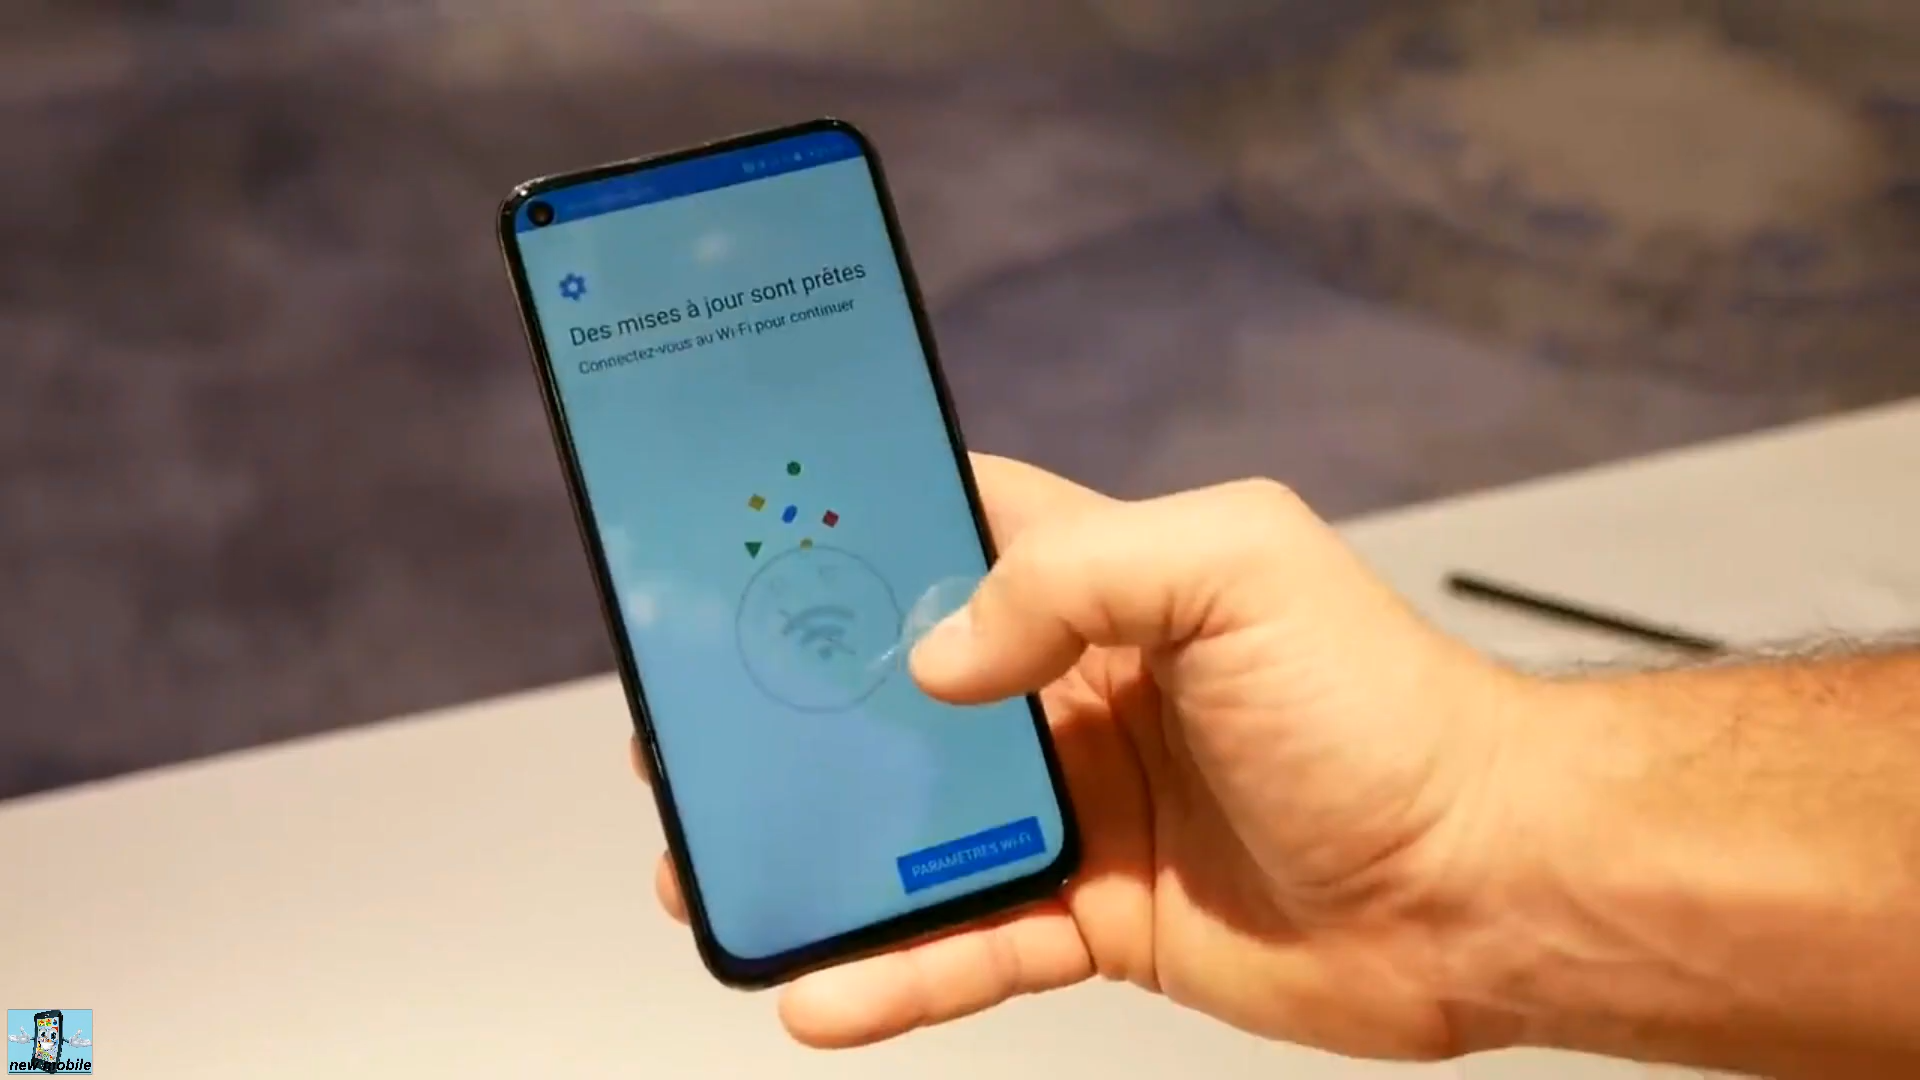 Des mises à jour sont prêtes
Connectez-vous au Wi-Fi pour continuer
PARAMÈTRES WI-FI
new mobile